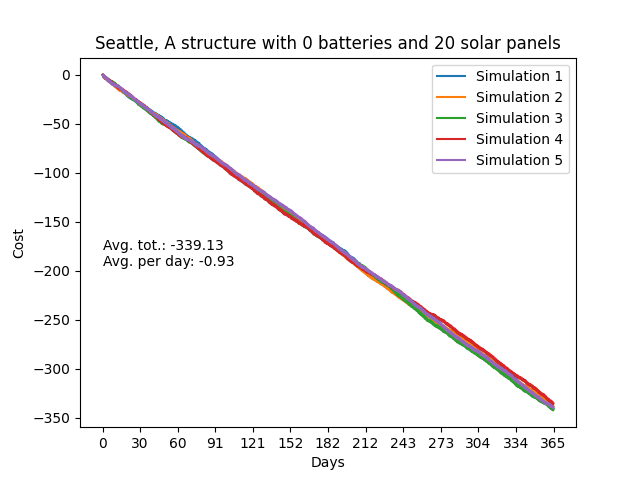 Seattle, A structure with 0 batteries and 20 solar panels
0
−50
−100
−150
−200
−250
−300
−350
Cost
Simulation 1
Simulation 2
Simulation 3
Simulation 4
Simulation 5
Avg. tot.: -339.13
Avg. per day: -0.93
0 30 60 91 121 152 182 212 243 273 304 334 365
Days